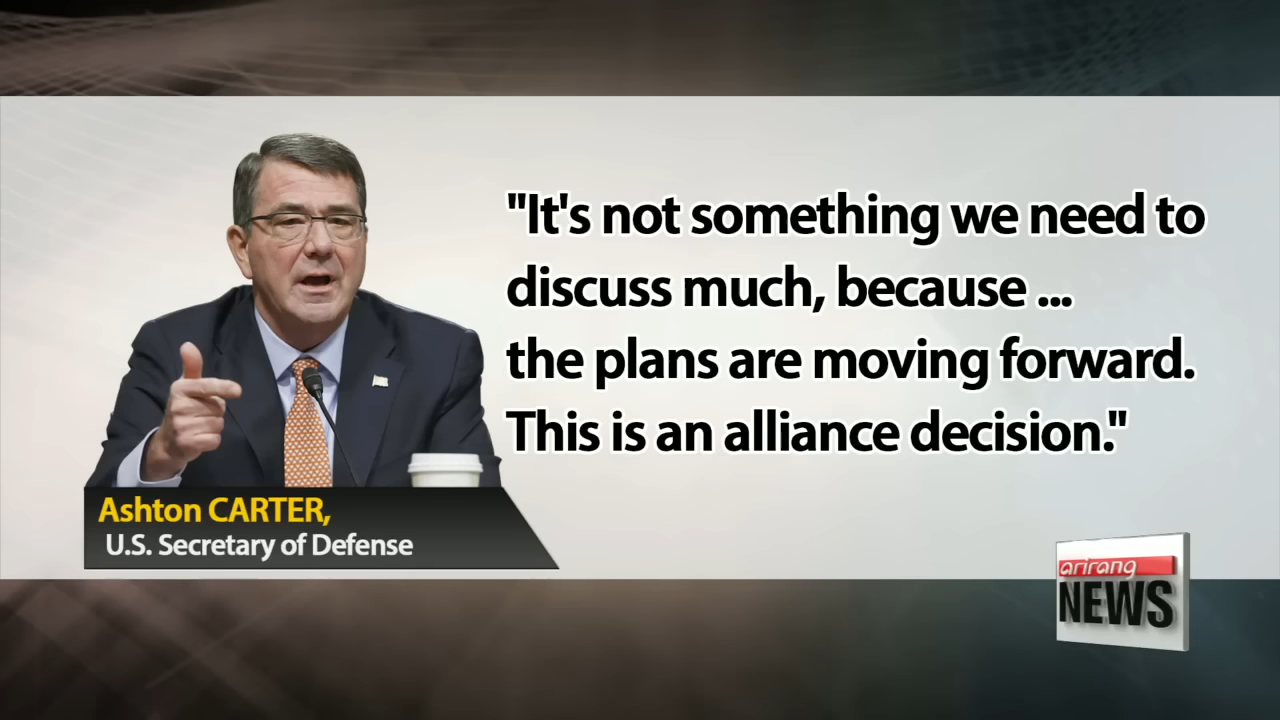 "It's not something we need to
discuss much, because ...
the plans are moving forward.
This is an alliance decision."
Ashton CARTER,
U.S. Secretary of Defense
arirang
NEWS